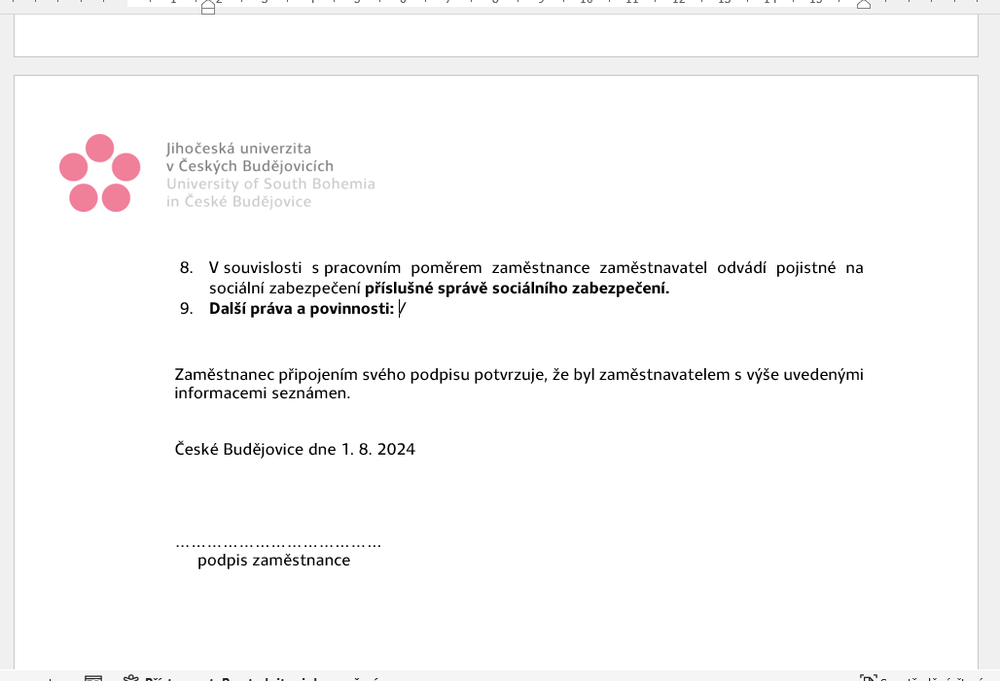 Jihočeská univerzita
v Českých Budějovicích
University of South Bohemia
in České Budějovice
8. V souvislosti s pracovním poměrem zaměstnance zaměstnavatel odvádí pojistné na
sociální zabezpečení příslušné správě sociálního zabezpečení.
9. Další práva a povinnosti: /
Zaměstnanec připojením svého podpisu potvrzuje, že byl zaměstnavatelem s výše uvedenými
informacemi seznámen.
České Budějovice dne 1. 8. 2024
…………………………………
podpis zaměstnance